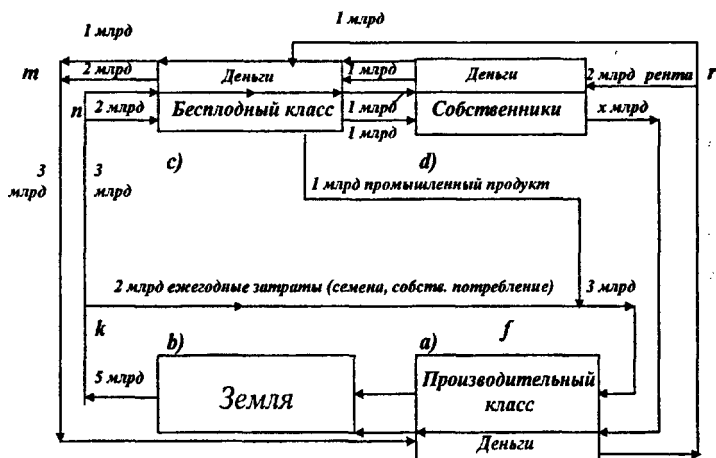 1 млрд
1 млрд
m
2 млрд
Деньги
1 млрд
Деньги
2 млрд рента
r
n
2 млрд
Бесплодный класс
1 млрд
Собственники
x млрд
1 млрд
c)
d)
3
млрд
3
млрд
1 млрд промышленный продукт
2 млрд ежегодные затраты (семена, собств. потребление)
3 млрд
k
b)
a)
f
5 млрд
Земля
Производительный
класс
Деньги